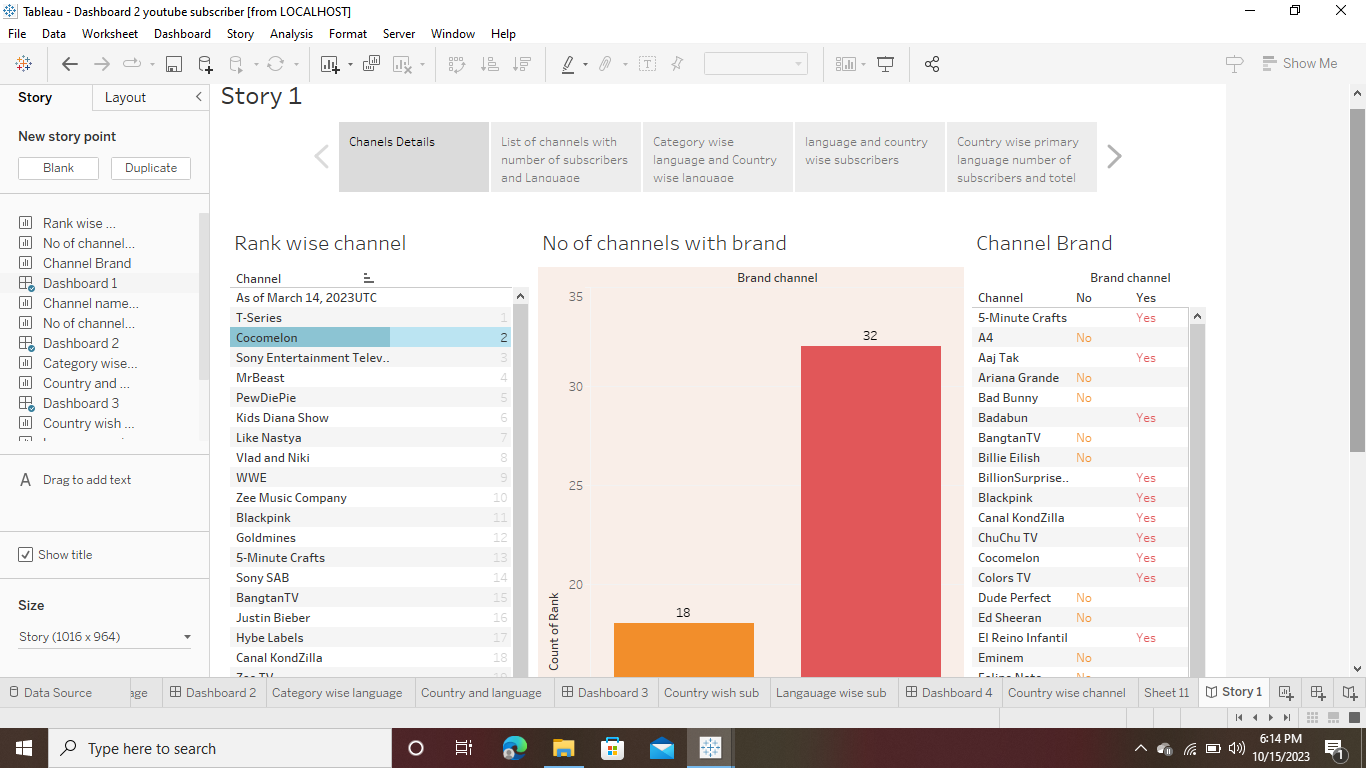 Tableau - Dashboard 2 youtube subscriber [from LOCALHOST]
File Data Worksheet Dashboard Story Analysis Format Server Window Help
Show Me
Story Layout
New story point
Blank Duplicate
Rank wise ...
No of channel...
Channel Brand
Dashboard 1
Channel name...
No of channel...
Dashboard 2
Category wise...
Country and ...
Dashboard 3
Country wish ...
A Drag to add text
Show title
Size
Story (1016 x 964)
Story 1
Chanels Details
List of channels with
number of subscribers
and Language
Category wise
language and Country
wise language
language and country
wise subscribers
Country wise primary
language number of
subscribers and totel
Rank wise channel
Channel
As of March 14, 2023UTC
T-Series 1
Cocomelon 2
Sony Entertainment Telev.. 3
MrBeast 4
PewDiePie 5
Kids Diana Show 6
Like Nastya 7
Vlad and Niki 8
WWE 9
Zee Music Company 10
Blackpink 11
Goldmines 12
5-Minute Crafts 13
Sony SAB 14
BangtanTV 15
Justin Bieber 16
Hybe Labels 17
Canal KondZilla 18
Zee TV 19
No of channels with brand
Brand channel
35
30
25
20
Count of Rank
32
18
Channel Brand
Brand channel
Channel No Yes
5-Minute Crafts Yes
A4 No
Aaj Tak Yes
Ariana Grande No
Bad Bunny No
Badabun Yes
BangtanTV No
Billie Eilish No
BillionSurprise.. Yes
Blackpink Yes
Canal KondZilla Yes
ChuChu TV Yes
Cocomelon Yes
Colors TV Yes
Dude Perfect No
Ed Sheeran No
El Reino Infantil Yes
Eminem No
Felipe Neto No
Data Source age Dashboard 2 Category wise language Country and language Dashboard 3 Country wish sub Langauage wise sub Dashboard 4 Country wise channel Sheet 11 Story 1
Type here to search
6:14 PM
10/15/2023
1